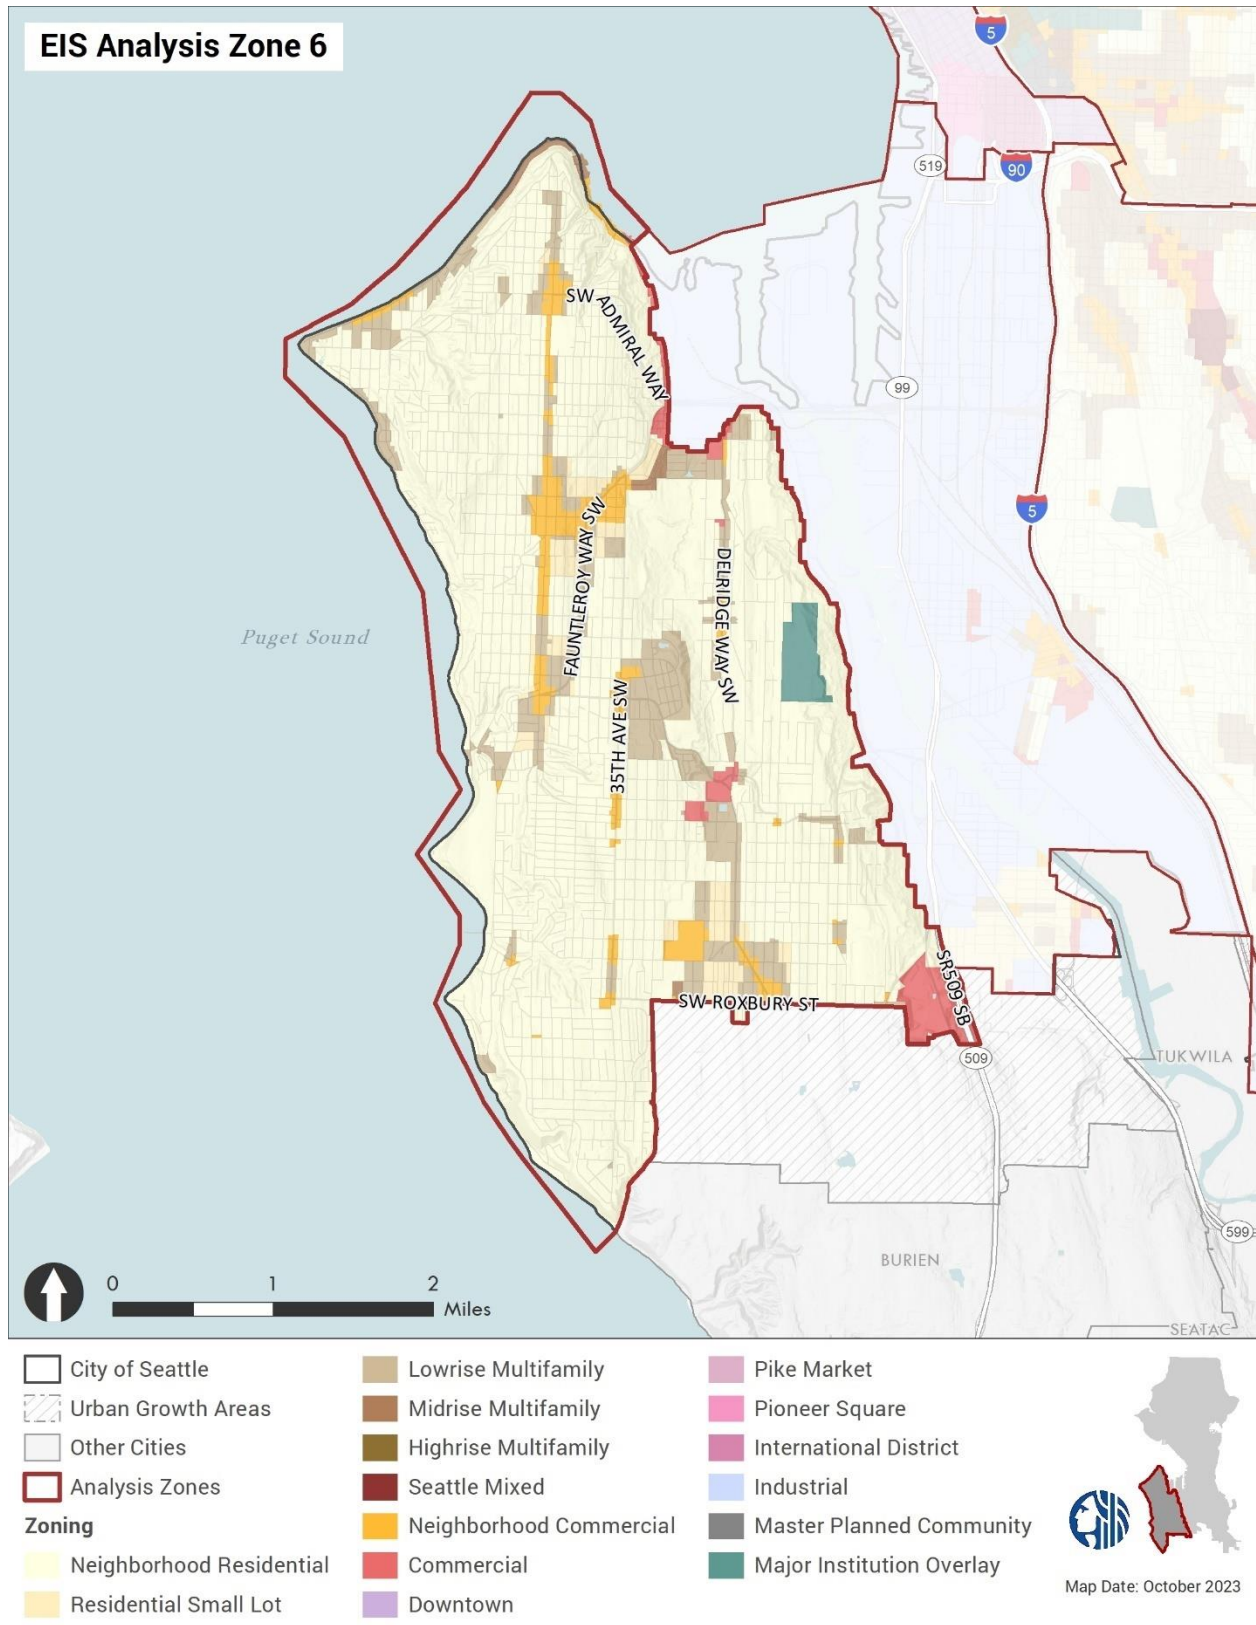 EIS Analysis Zone 6
5
519
90
SW ADMIRAL WAY
99
5
FAUNTLEROY WAY SW
DELRIDGE WAY SW
Puget Sound
35TH AVE SW
SW ROXBURY ST
SR509 SB
509
TUKWILA
599
BURIEN
SEATAC
0 1 2
Miles
City of Seattle
Urban Growth Areas
Other Cities
Analysis Zones
Zoning
Neighborhood Residential
Residential Small Lot
Lowrise Multifamily
Midrise Multifamily
Highrise Multifamily
Seattle Mixed
Neighborhood Commercial
Commercial
Downtown
Pike Market
Pioneer Square
International District
Industrial
Master Planned Community
Major Institution Overlay
Map Date: October 2023